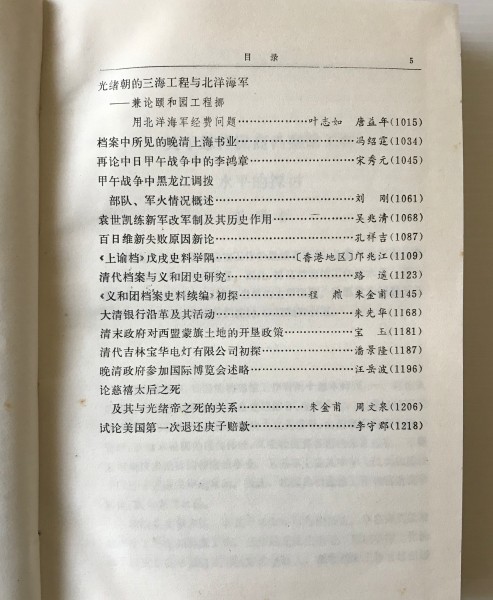 目 录 5
光绪朝的三海工程与北洋海军
——兼论颐和园工程挪
用北洋海军经费问题……………叶志如 唐益年(1015)
档案中所见的晚清上海书业……………冯绍霆(1034)
再论中日甲午战争中的李鸿章……………宋秀元(1045)
甲午战争中黑龙江调拨
部队、军火情况概述……………刘 刚(1061)
袁世凯练新军改军制及其历史作用……………吴兆清(1068)
百日维新失败原因新论……………孔祥吉(1087)
《上谕档》戊戌史料举隅……………〔香港地区〕邝兆江(1109)
清代档案与义和团史研究……………路 遥(1123)
《义和团档案史料续编》初探……………程 朱金甫(1145)
大清银行沿革及其活动……………朱先华(1168)
清末政府对西盟蒙旗土地的开垦政策……………宝 玉(1181)
清代吉林宝华电灯有限公司初探……………潘景隆(1187)
晚清政府参加国际博览会述略……………汪岳波(1196)
论慈禧太后之死
及其与光绪帝之死的关系……………朱金甫 周文泉(1206)
试论美国第一次退还庚子赔款……………李守郡(1218)